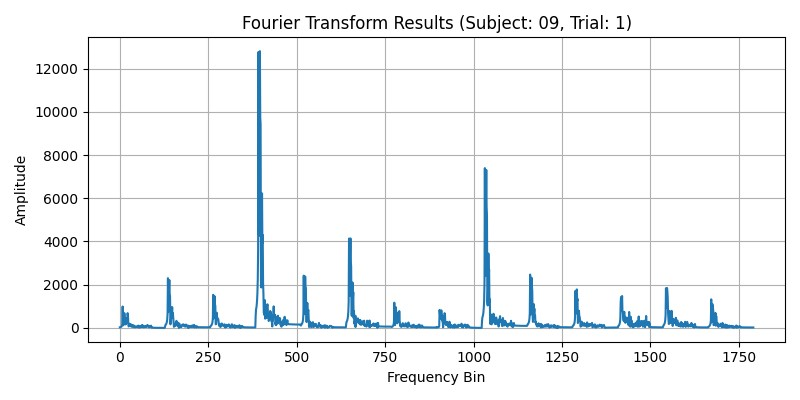 Fourier Transform Results (Subject: 09, Trial: 1)
12000
10000
8000
6000
4000
2000
0
Amplitude
0 250 500 750 1000 1250 1500 1750
Frequency Bin